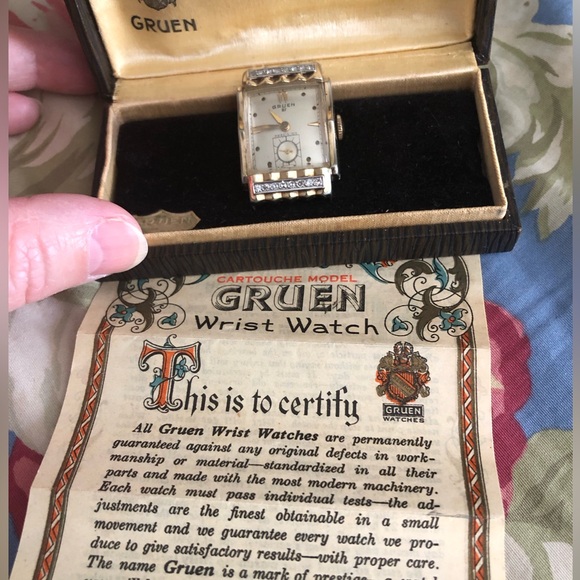 GRUEN
GRUEN
21
CARTOUCHE MODEL
GRUEN
Wrist Watch
This is to certify
GRUEN
WATCHES
All Gruen Wrist Watches are permanently
guaranteed against any original defects in work-
manship or material—standardized in all their
parts and made with the most modern machinery.
Each watch must pass individual tests—the ad-
justments are the finest obtainable in a small
movement and we guarantee every watch we pro-
duce to give satisfactory results—with proper care.
The name Gruen is a mark of prestige